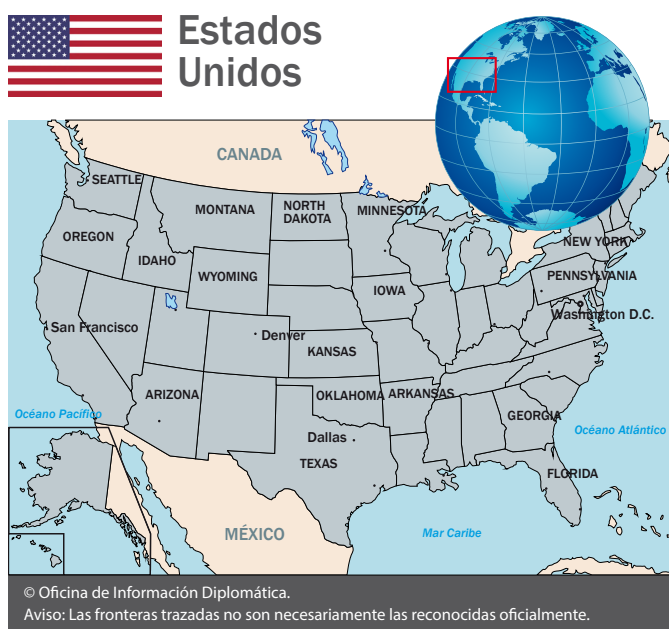 Estados
Unidos
CANADA
SEATTLE
MONTANA
NORTH
DAKOTA
MINNESOTA
OREGON
NEW YORK
IDAHO
WYOMING
PENNSYLVANIA
IOWA
Washington D.C.
San Francisco
Denver
KANSAS
ARIZONA
OKLAHOMA
ARKANSAS
Océano Pacífico
GEORGIA
Océano Atlántico
Dallas
TEXAS
FLORIDA
MÉXICO
Mar Caribe
© Oficina de Información Diplomática.
Aviso: Las fronteras trazadas no son necesariamente las reconocidas oficialmente.